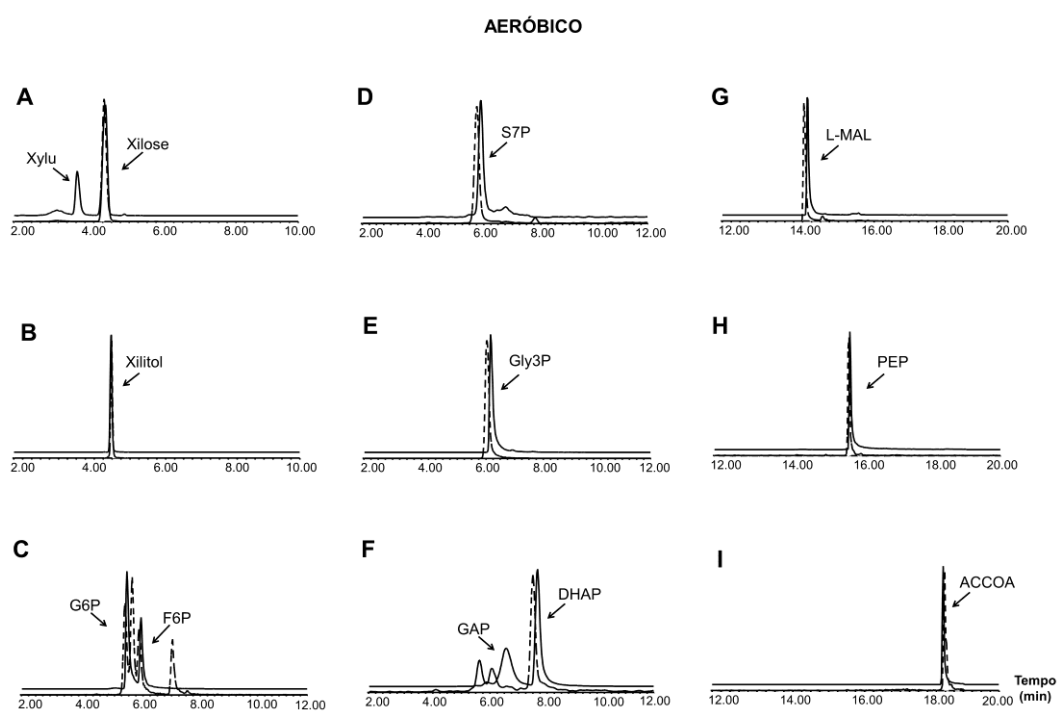 AERÓBICO
A
Xylu
Xilose
2.00 4.00 6.00 8.00 10.00
D
S7P
2.00 4.00 6.00 8.00 10.00 12.00
G
L-MAL
12.00 14.00 16.00 18.00 20.00
B
Xilitol
2.00 4.00 6.00 8.00 10.00
E
Gly3P
2.00 4.00 6.00 8.00 10.00 12.00
H
PEP
12.00 14.00 16.00 18.00 20.00
C
G6P
F6P
2.00 4.00 6.00 8.00 10.00 12.00
F
GAP
DHAP
2.00 4.00 6.00 8.00 10.00 12.00
I
ACCOA
12.00 14.00 16.00 18.00 20.00
Tempo
(min)